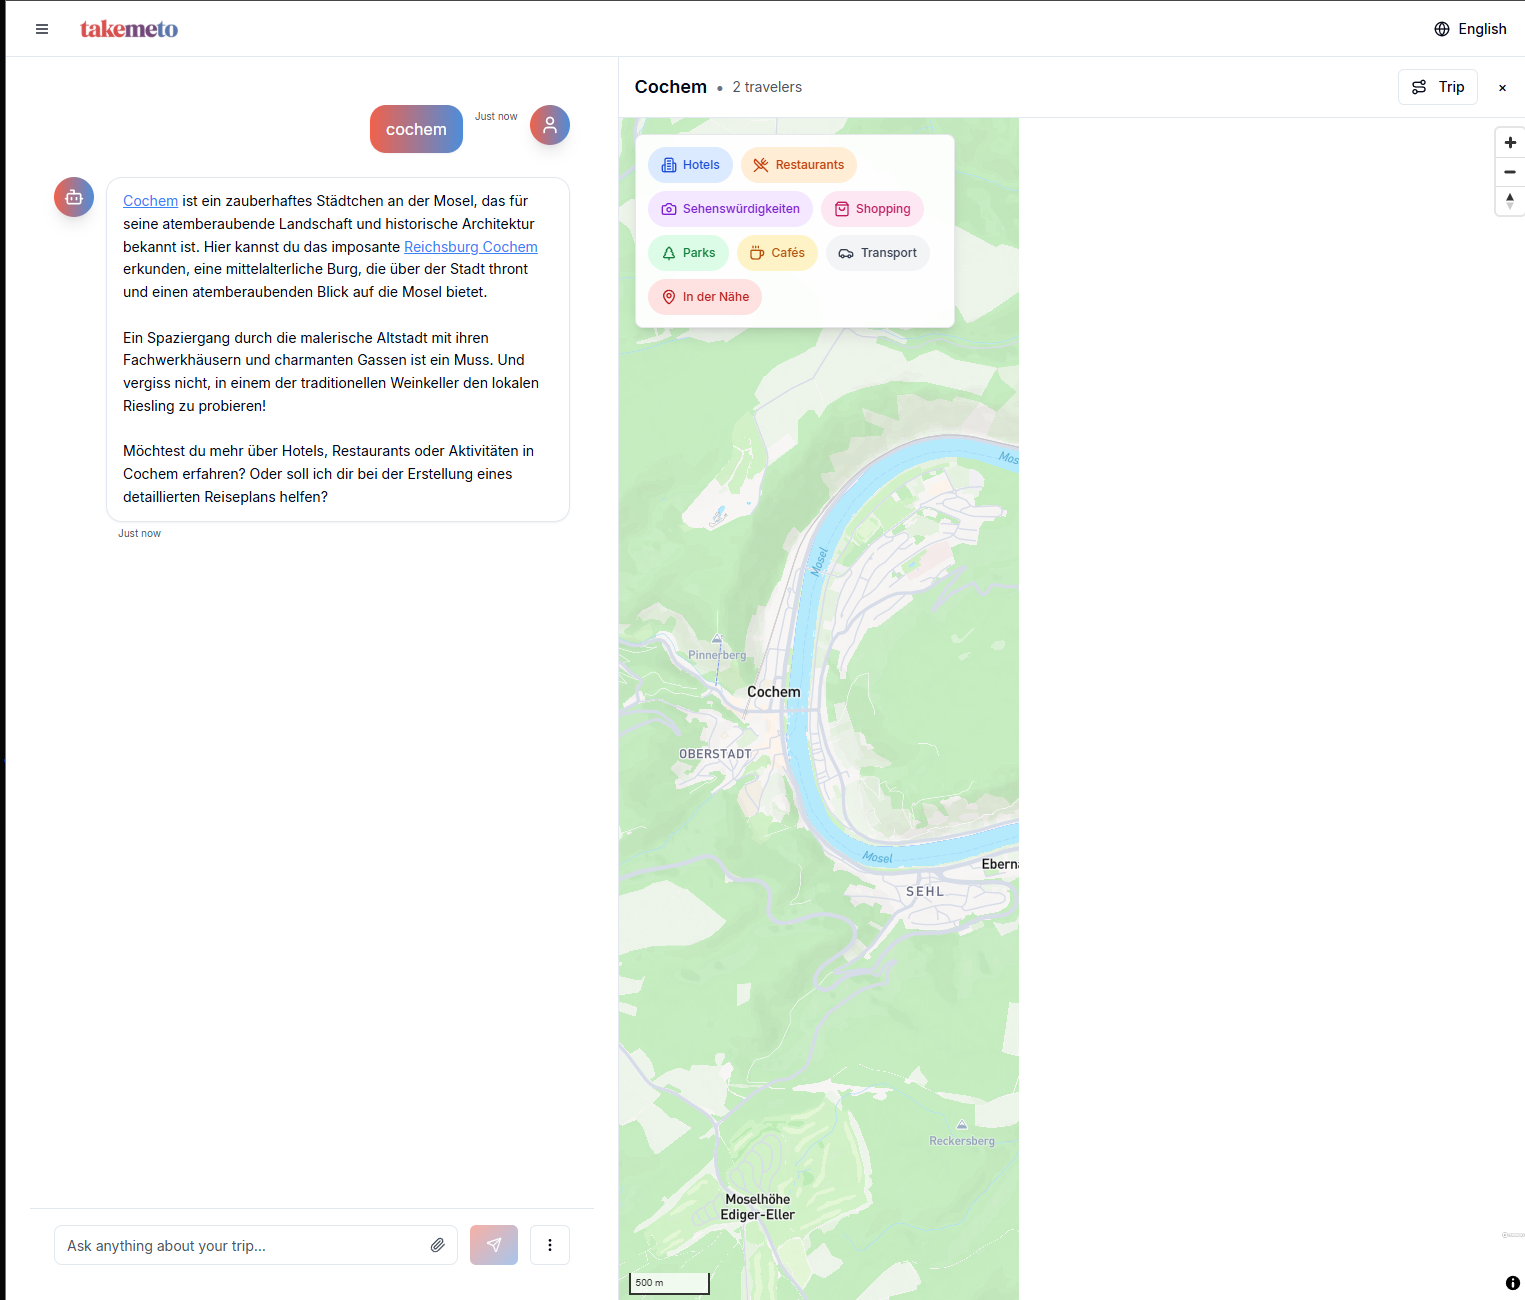 takemeto
English
cochem
Just now
Cochem ist ein zauberhaftes Städtchen an der Mosel, das für
seine atemberaubende Landschaft und historische Architektur
bekannt ist. Hier kannst du das imposante Reichsburg Cochem
erkunden, eine mittelalterliche Burg, die über der Stadt thront
und einen atemberaubenden Blick auf die Mosel bietet.
Ein Spaziergang durch die malerische Altstadt mit ihren
Fachwerkhäusern und charmanten Gassen ist ein Muss. Und
vergiss nicht, in einem der traditionellen Weinkeller den lokalen
Riesling zu probieren!
Möchtest du mehr über Hotels, Restaurants oder Aktivitäten in
Cochem erfahren? Oder soll ich dir bei der Erstellung eines
detaillierten Reiseplans helfen?
Just now
Ask anything about your trip...
Cochem • 2 travelers
Trip
×
Hotels
Restaurants
Sehenswürdigkeiten
Shopping
Parks
Cafés
Transport
In der Nähe
Mos
Mosel
Pinnerberg
Cochem
OBERSTADT
Mosel
Eberna
SEHL
Reckersberg
Moselhöhe
Ediger-Eller
500 m